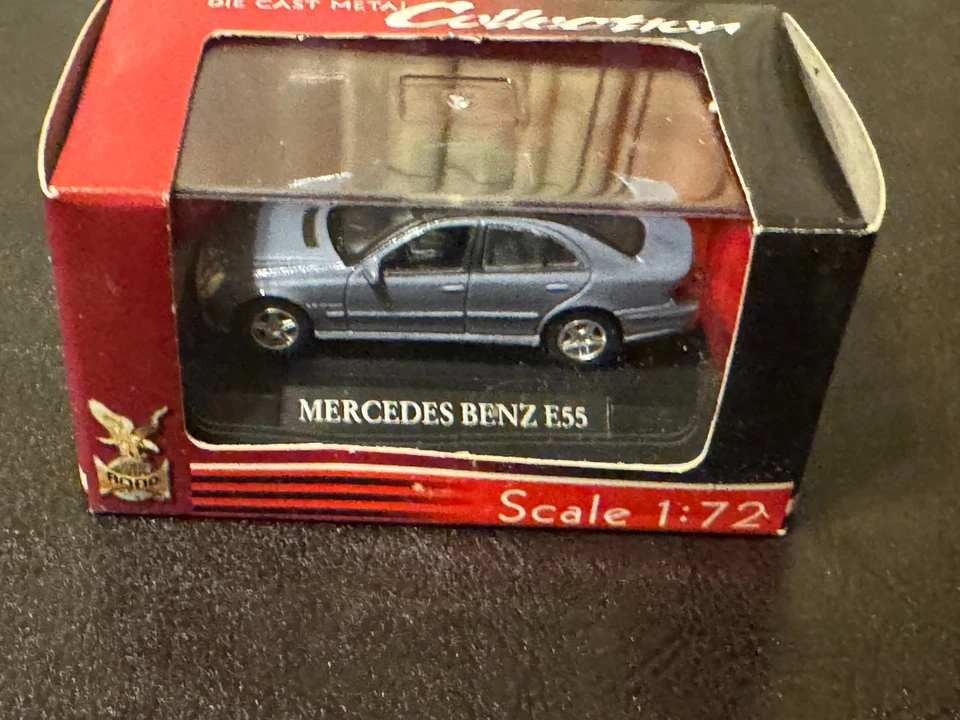 DIE CAST METAL
Collection
MERCEDES BENZ E55
Scale 1:72